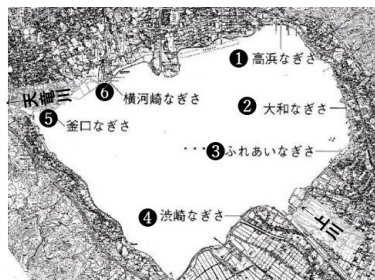 ❶ 高浜なぎさ
❷ 大和なぎさ
❸ ふれあいなぎさ
❹ 渋崎なぎさ
❺ 釜口なぎさ
❻ 横河崎なぎさ
天竜川
上川